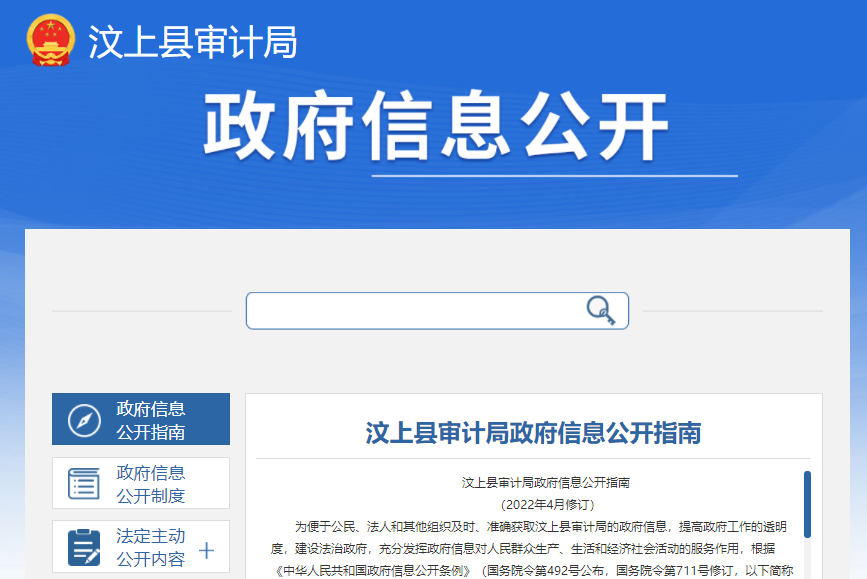 汶上县审计局
政府信息公开
政府信息
公开指南
政府信息
公开制度
法定主动
公开内容
汶上县审计局政府信息公开指南
汶上县审计局政府信息公开指南
（2022年4月修订）
为便于公民、法人和其他组织及时、准确获取汶上县审计局的政府信息，提高政府工作的透明
度，建设法治政府，充分发挥政府信息对人民群众生产、生活和经济社会活动的服务作用，根据
《中华人民共和国政府信息公开条例》（国务院令第492号公布，国务院令第711号修订，以下简称